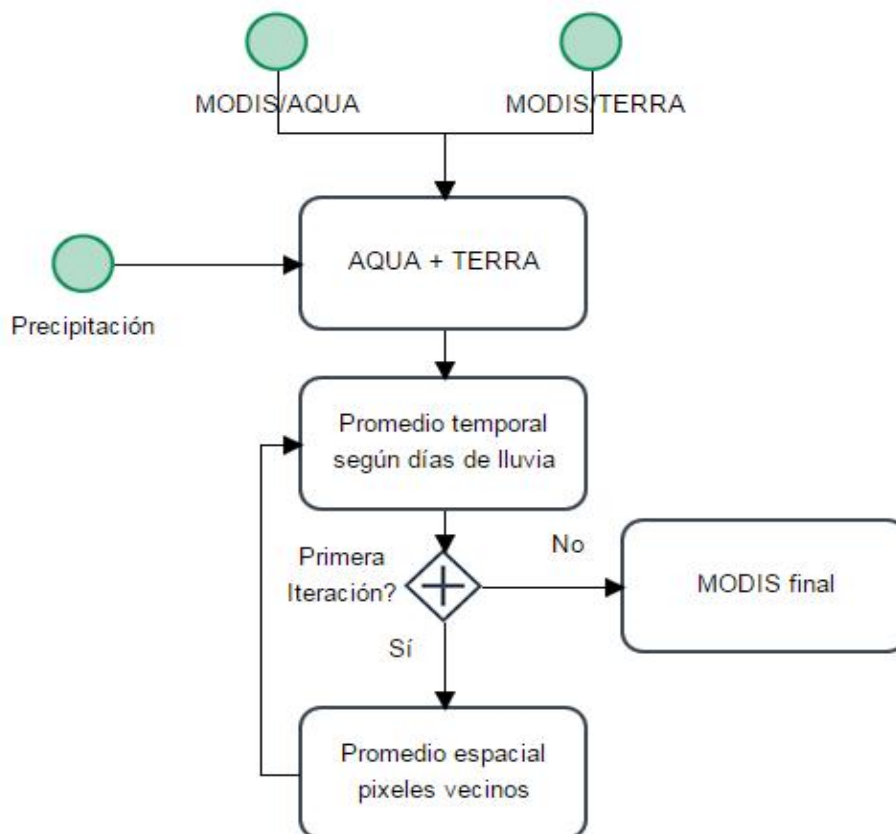 MODIS/AQUA
MODIS/TERRA
AQUA + TERRA
Precipitación
Promedio temporal
según días de lluvia
Primera
Iteración?
No
MODIS final
Sí
Promedio espacial
pixeles vecinos